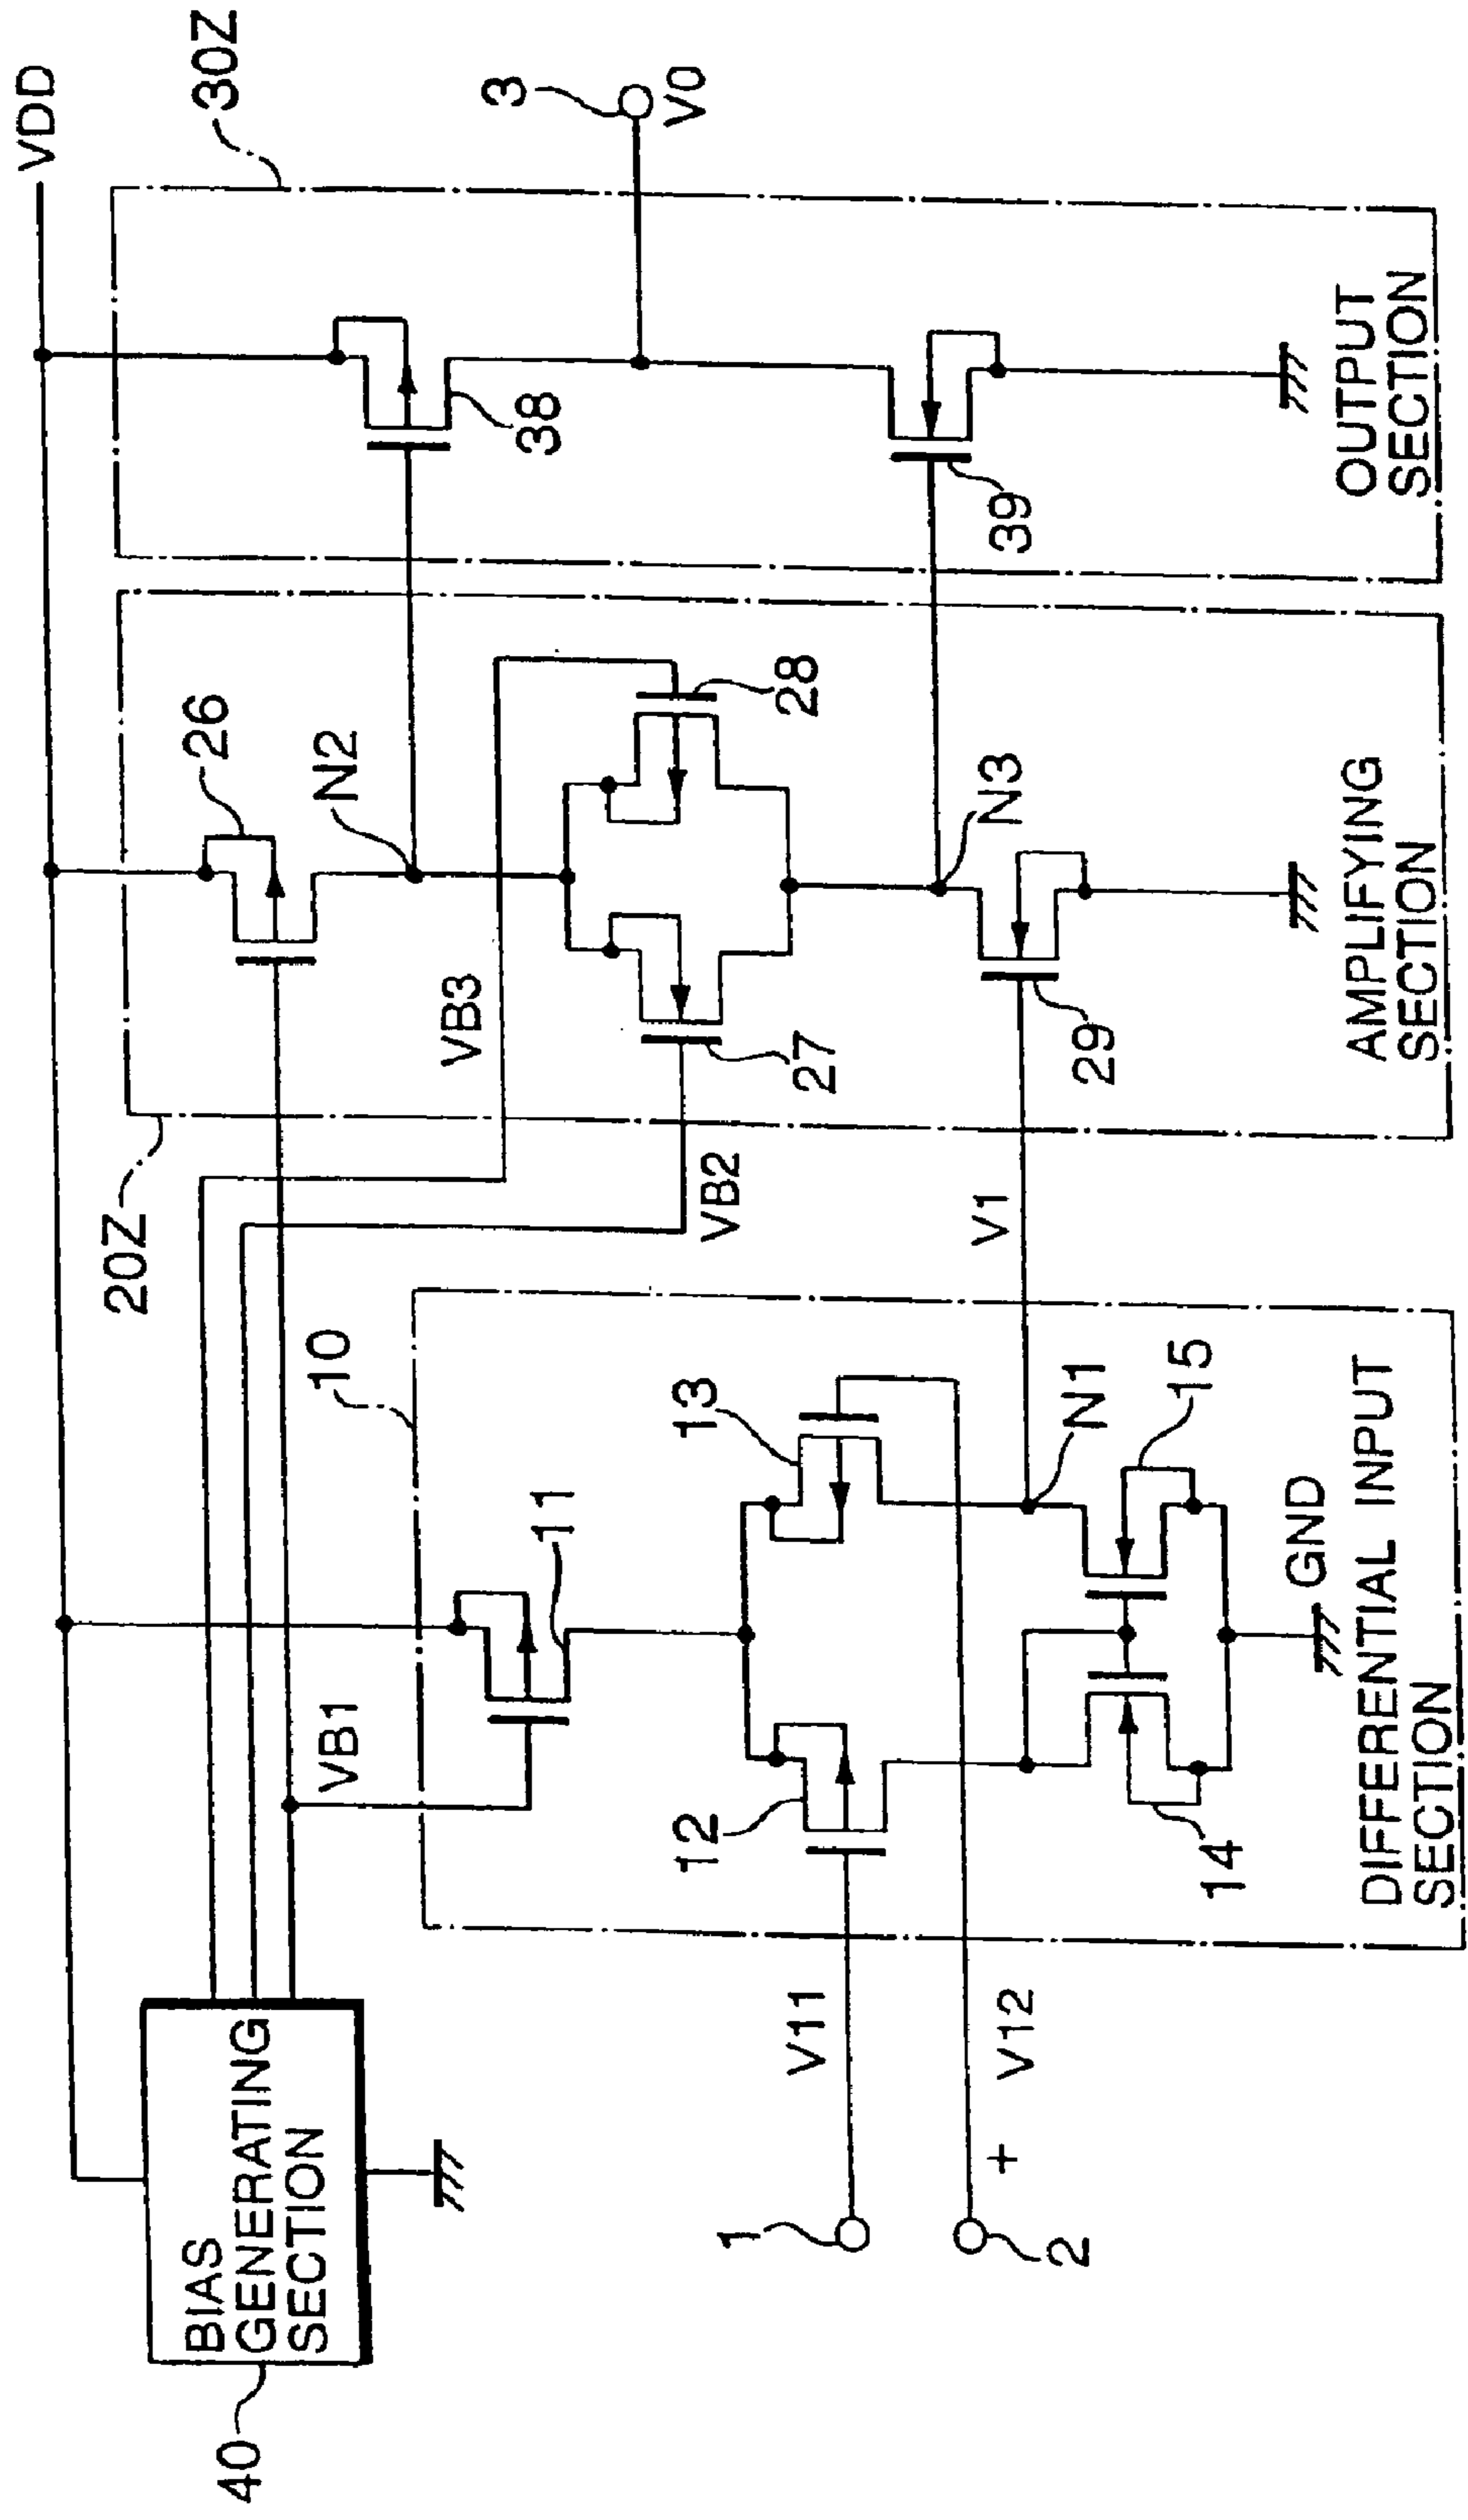 VDD
30Z
3
VO
38
39
OUTPUT
SECTION
26
N2
VB3
28
27
N3
29
AMPLIFYING
SECTION
20Z
VB2
V1
10
11
VB1
13
12
N1
15
14
GND
DIFFERENTIAL INPUT
SECTION
BIAS
GENERATING
SECTION
40
V11
1
+
V12
2